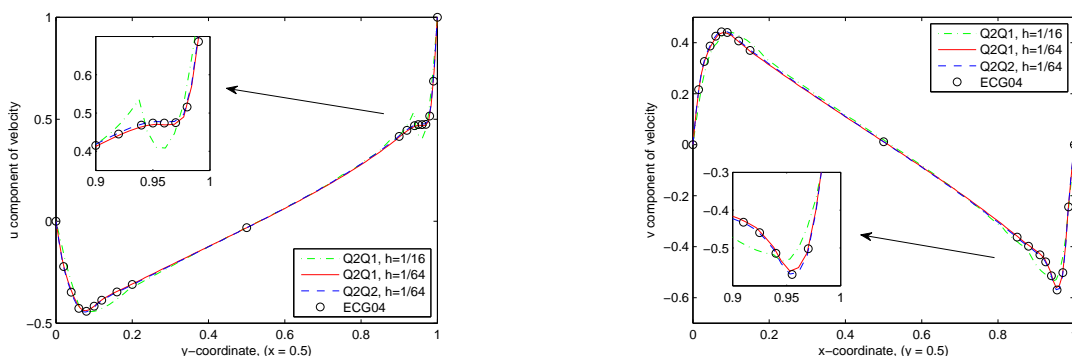 1
0.5
0
−0.5
0 0.2 0.4 0.6 0.8 1
u component of velocity
y−coordinate, (x = 0.5)
0.6
0.5
0.4
0.9 0.95 1
Q2Q1, h=1/16
Q2Q1, h=1/64
Q2Q2, h=1/64
ECG04
0.4
0.2
0
−0.2
−0.4
−0.6
0 0.2 0.4 0.6 0.8 1
v component of velocity
x−coordinate, (y = 0.5)
Q2Q1, h=1/16
Q2Q1, h=1/64
Q2Q2, h=1/64
ECG04
−0.3
−0.4
−0.5
0.9 0.95 1